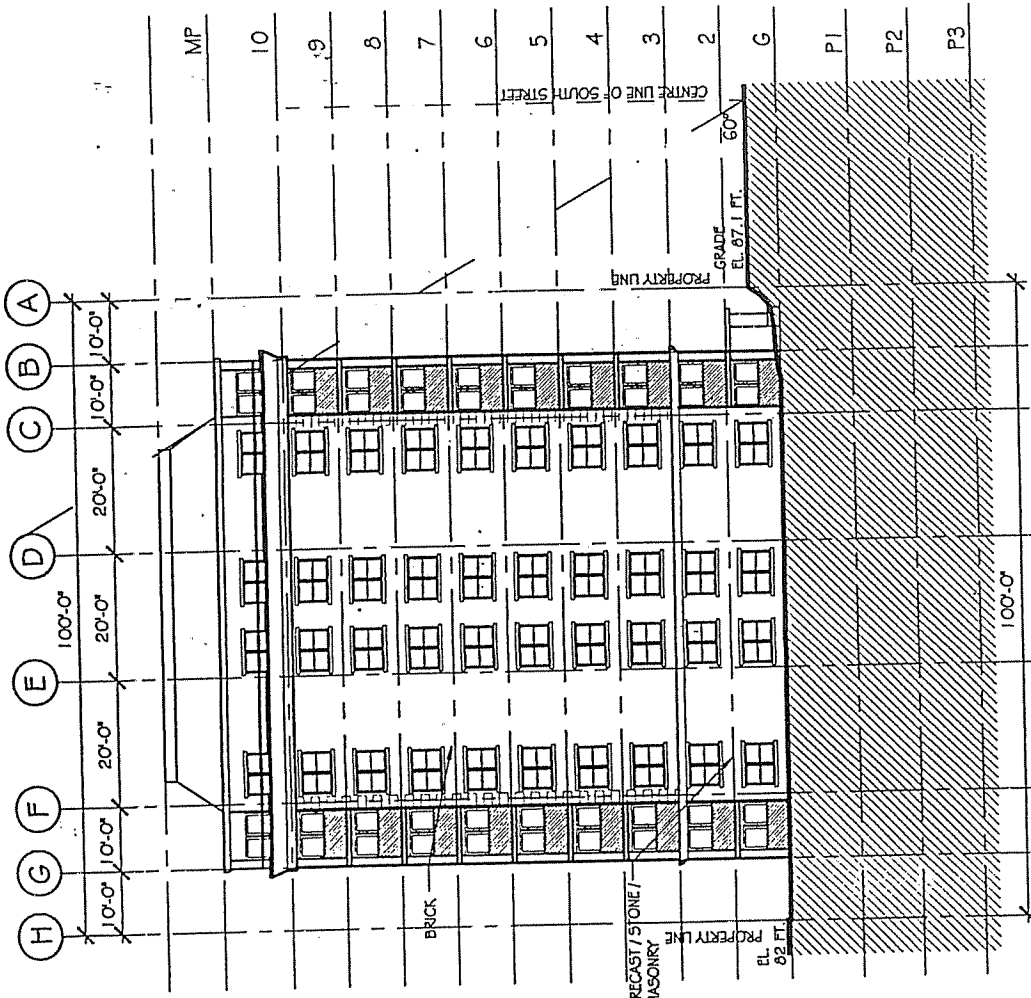 H
G
F
E
D
C
B
A
100'-0"
10'-0"
10'-0"
20'-0"
20'-0"
20'-0"
10'-0"
10'-0"
MP
10
9
8
7
6
5
4
3
2
G
P1
P2
P3
CENTRE LINE OF SOUTH STREET
60°
PROPERTY LINE
GRADE
EL. 87.1 FT.
BRICK
RECAST / STONE /
MASONRY
PROPERTY LINE
EL.
82 FT.
100'-0"